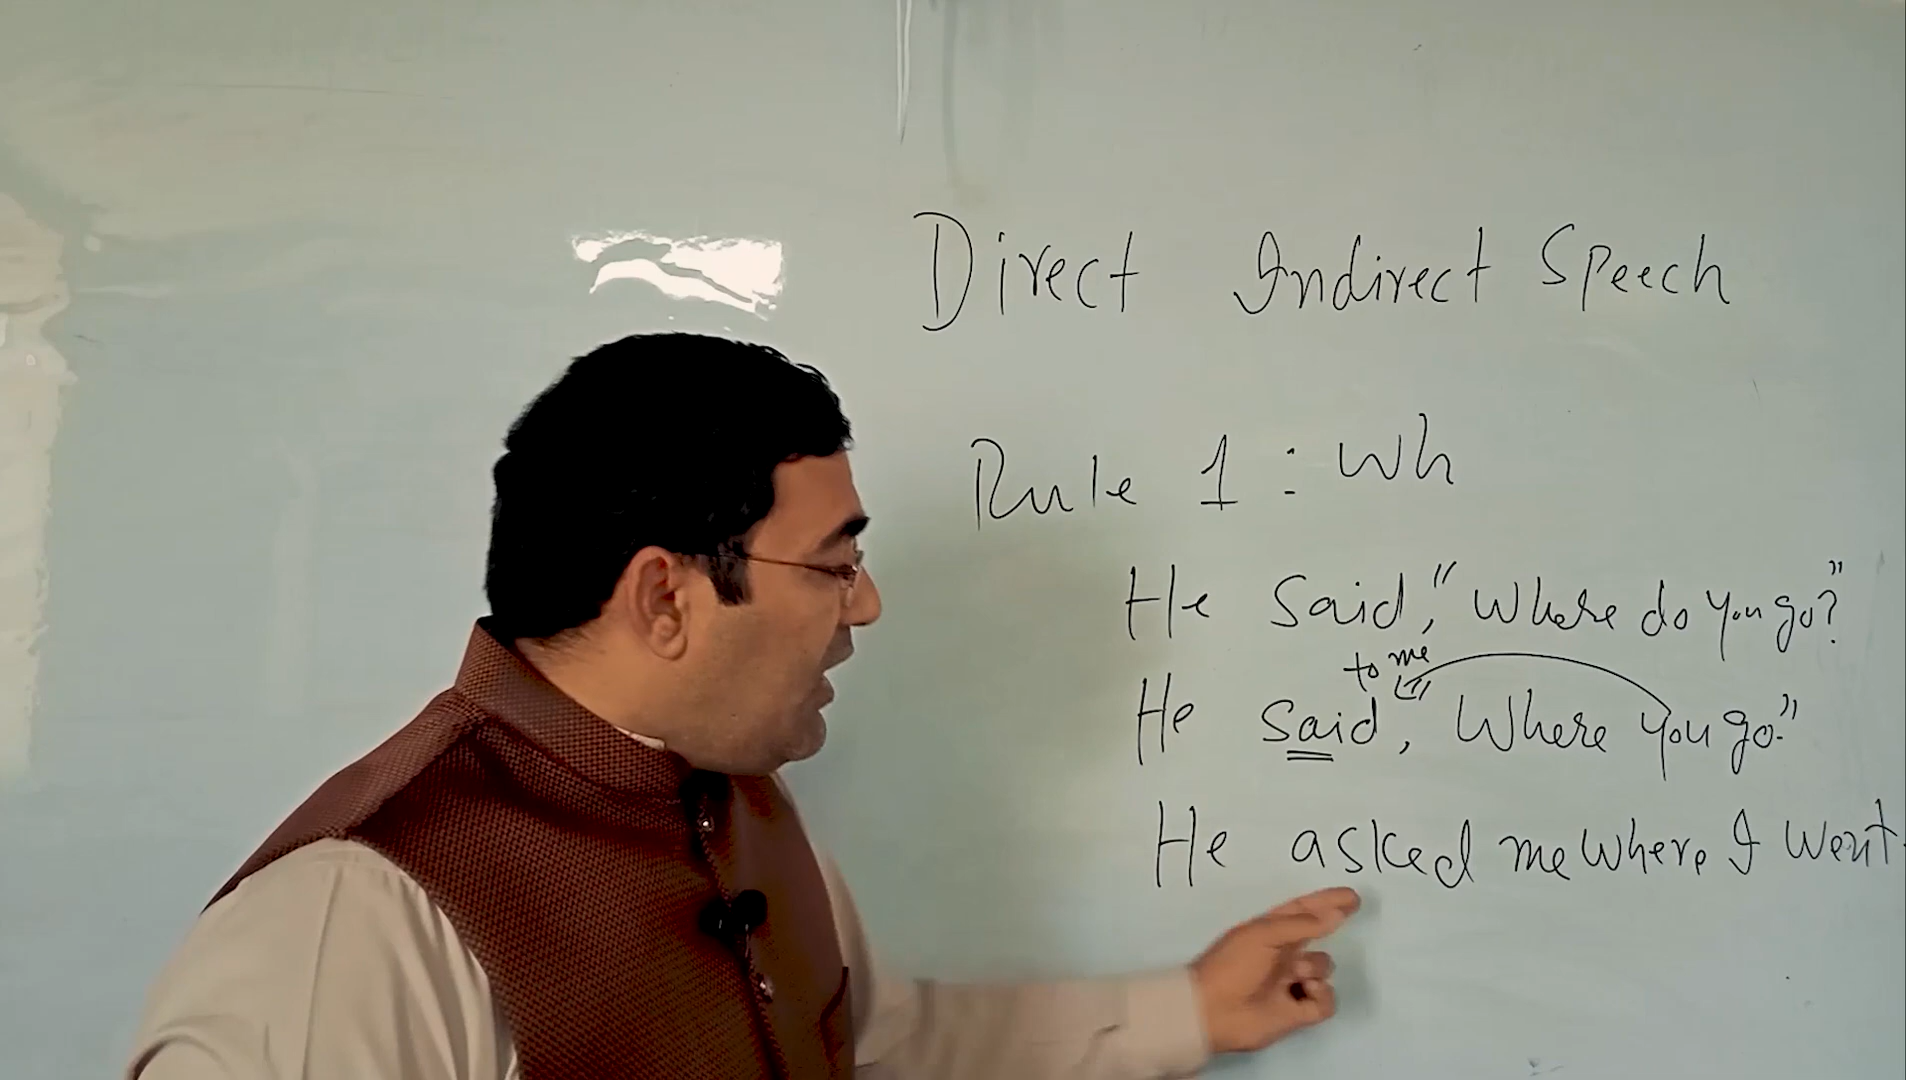 Direct Indirect Speech
Rule 1 : Wh
He Said, "Where do you go?"
to me
He Said, "Where you go."
He asked me where I went.